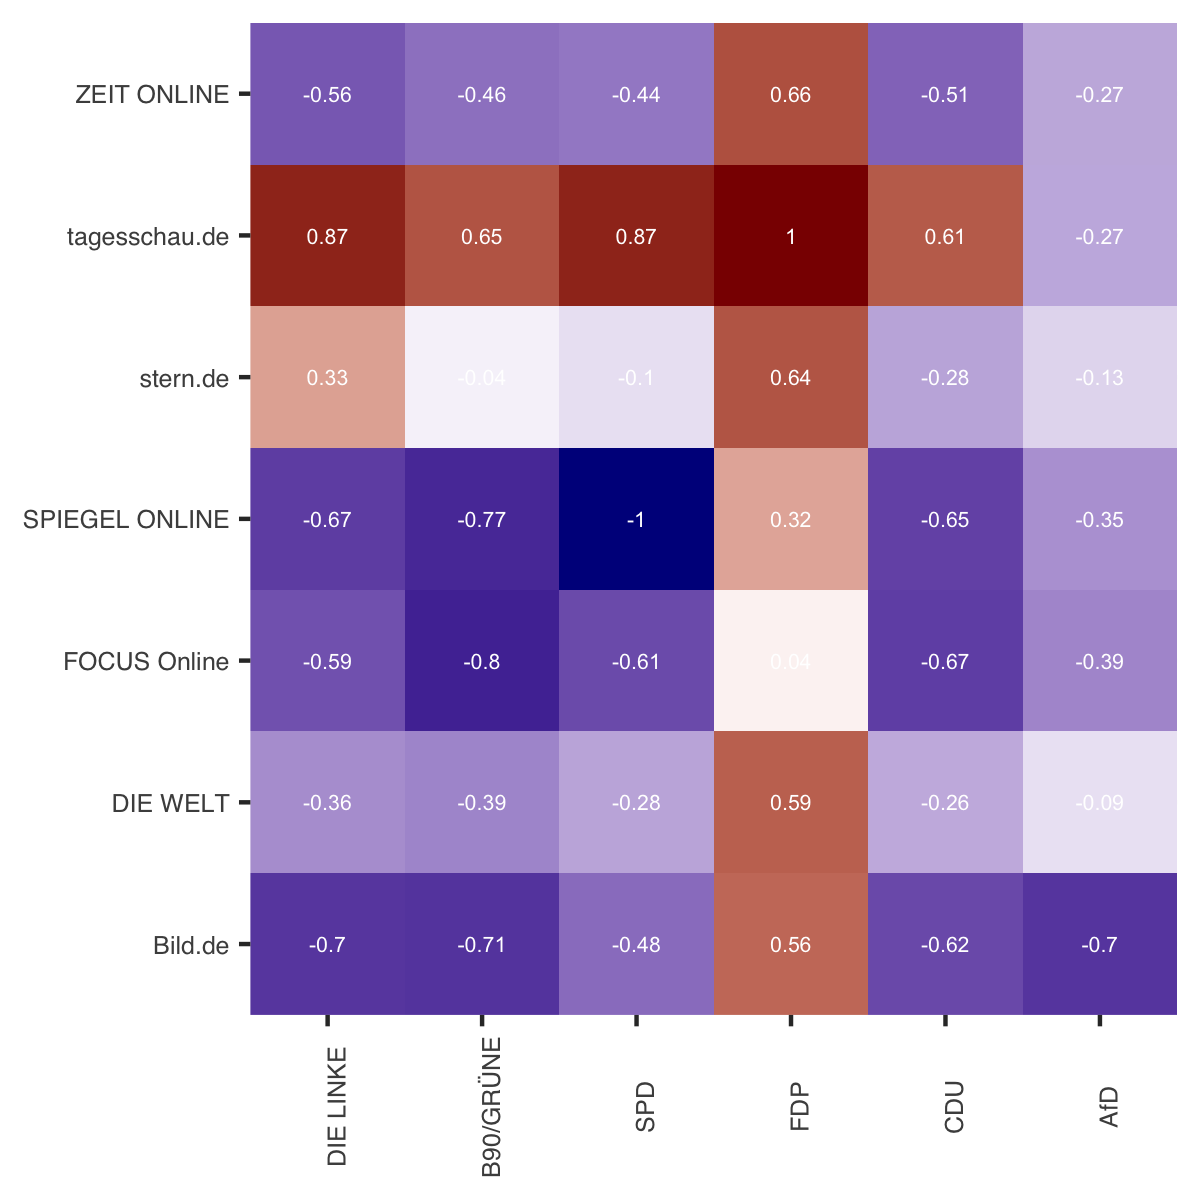 ZEIT ONLINE -0.56 -0.46 -0.44 0.66 -0.51 -0.27
tagesschau.de 0.87 0.65 0.87 1 0.61 -0.27
stern.de 0.33 -0.04 -0.1 0.64 -0.28 -0.13
SPIEGEL ONLINE -0.67 -0.77 -1 0.32 -0.65 -0.35
FOCUS Online -0.59 -0.8 -0.61 0.04 -0.67 -0.39
DIE WELT -0.36 -0.39 -0.28 0.59 -0.26 -0.09
Bild.de -0.7 -0.71 -0.48 0.56 -0.62 -0.7
DIE LINKE
B90/GRÜNE
SPD
FDP
CDU
AfD